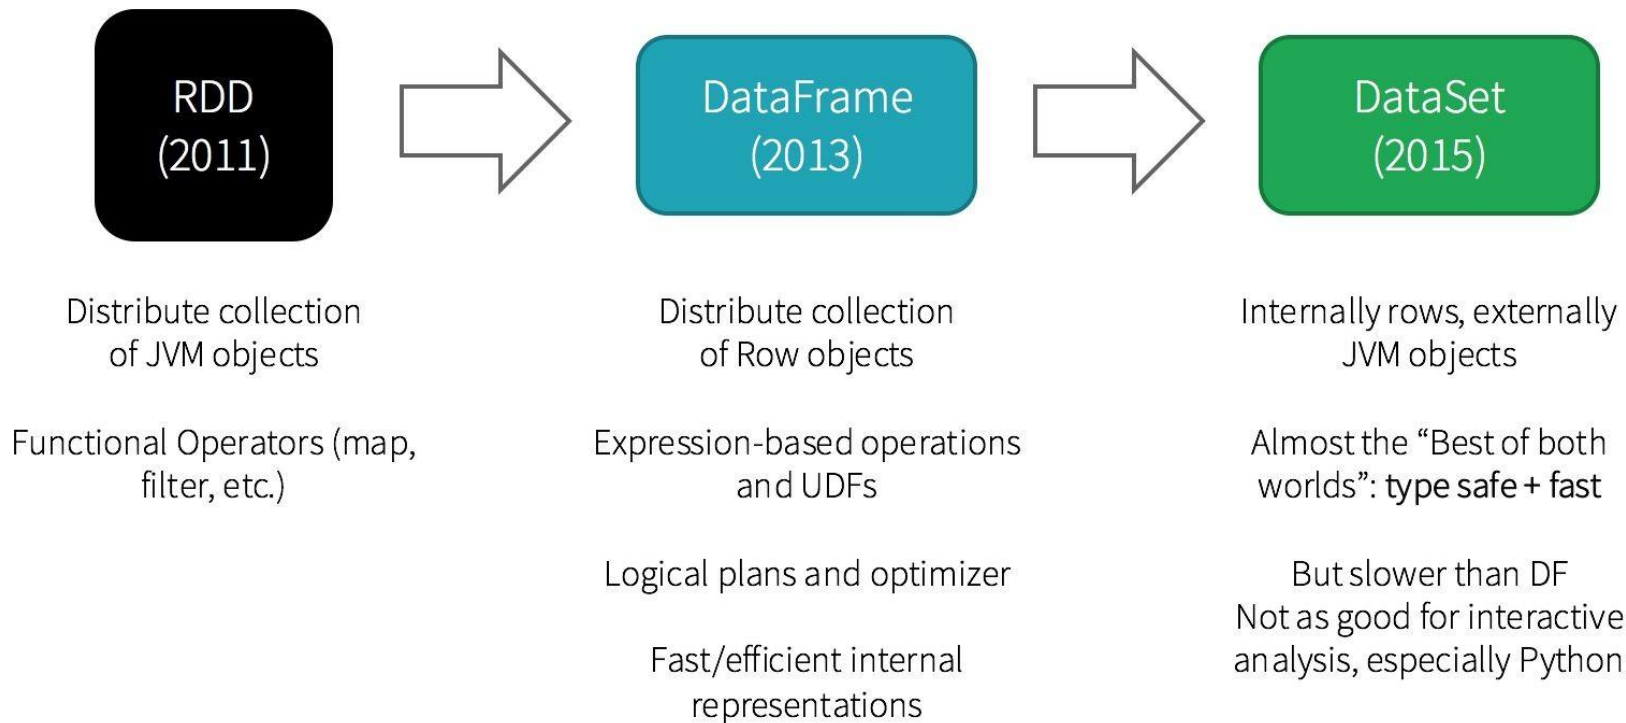 RDD
(2011)
DataFrame
(2013)
DataSet
(2015)
Distribute collection
of JVM objects
Functional Operators (map,
filter, etc.)
Distribute collection
of Row objects
Expression-based operations
and UDFs
Logical plans and optimizer
Fast/efficient internal
representations
Internally rows, externally
JVM objects
Almost the “Best of both
worlds”: type safe + fast
But slower than DF
Not as good for interactive
analysis, especially Python